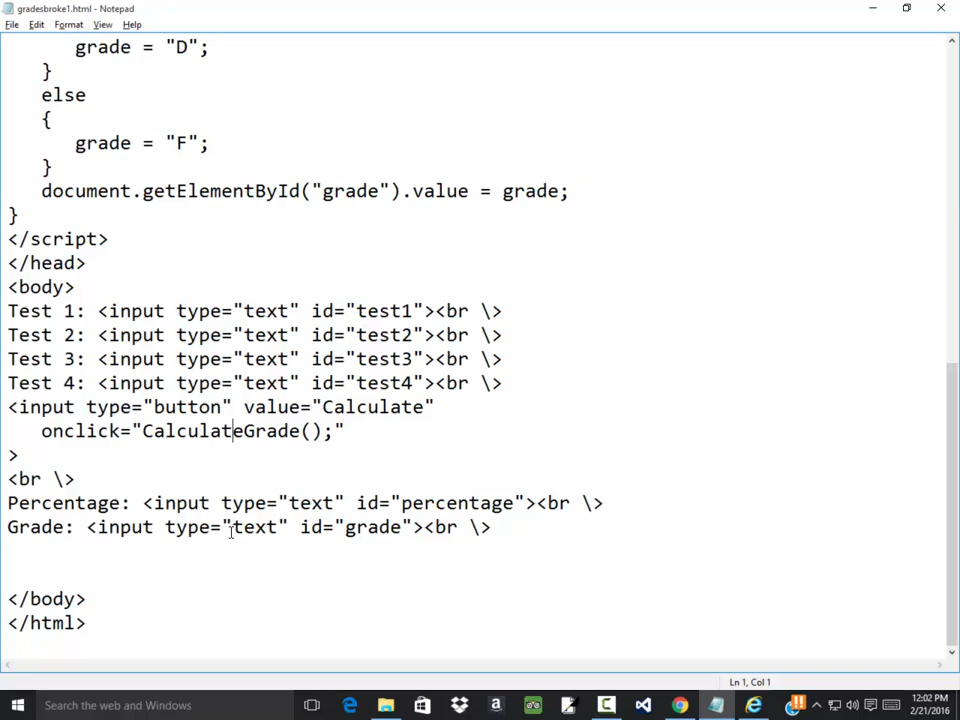 gradesbroke1.html - Notepad
File Edit Format View Help
grade = "D";
}
else
{
grade = "F";
}
document.getElementById("grade").value = grade;
}
</script>
</head>
<body>
Test 1: <input type="text" id="test1"><br \>
Test 2: <input type="text" id="test2"><br \>
Test 3: <input type="text" id="test3"><br \>
Test 4: <input type="text" id="test4"><br \>
<input type="button" value="Calculate"
onclick="CalculateGrade();"
>
<br \>
Percentage: <input type="text" id="percentage"><br \>
Grade: <input type="text" id="grade"><br \>
</body>
</html>
Ln 1, Col 1
Search the web and Windows
12:02 PM
2/21/2016